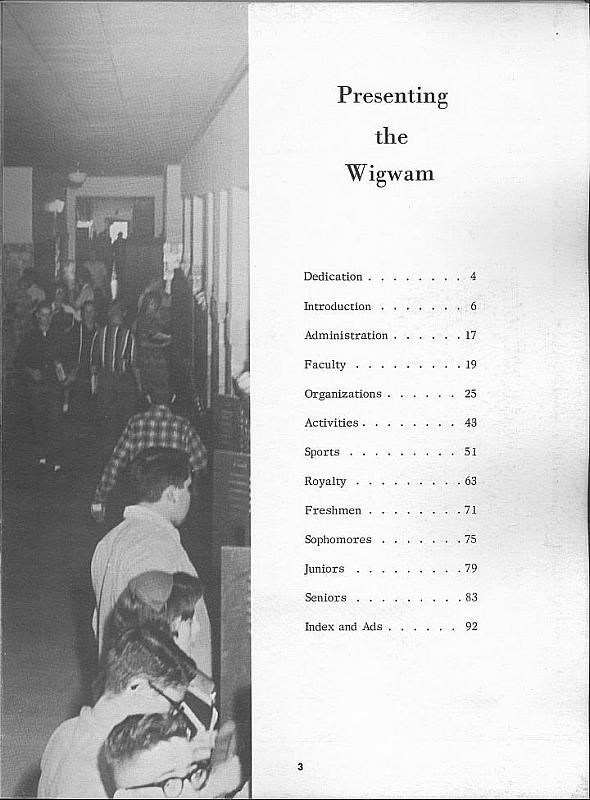 Presenting
the
Wigwam
Dedication . . . . . . . . 4
Introduction . . . . . . . 6
Administration . . . . . . 17
Faculty . . . . . . . . . 19
Organizations . . . . . . 25
Activities . . . . . . . . 43
Sports . . . . . . . . . 51
Royalty . . . . . . . . . 63
Freshmen . . . . . . . . 71
Sophomores . . . . . . . 75
Juniors . . . . . . . . . 79
Seniors . . . . . . . . . 83
Index and Ads . . . . . . 92
3